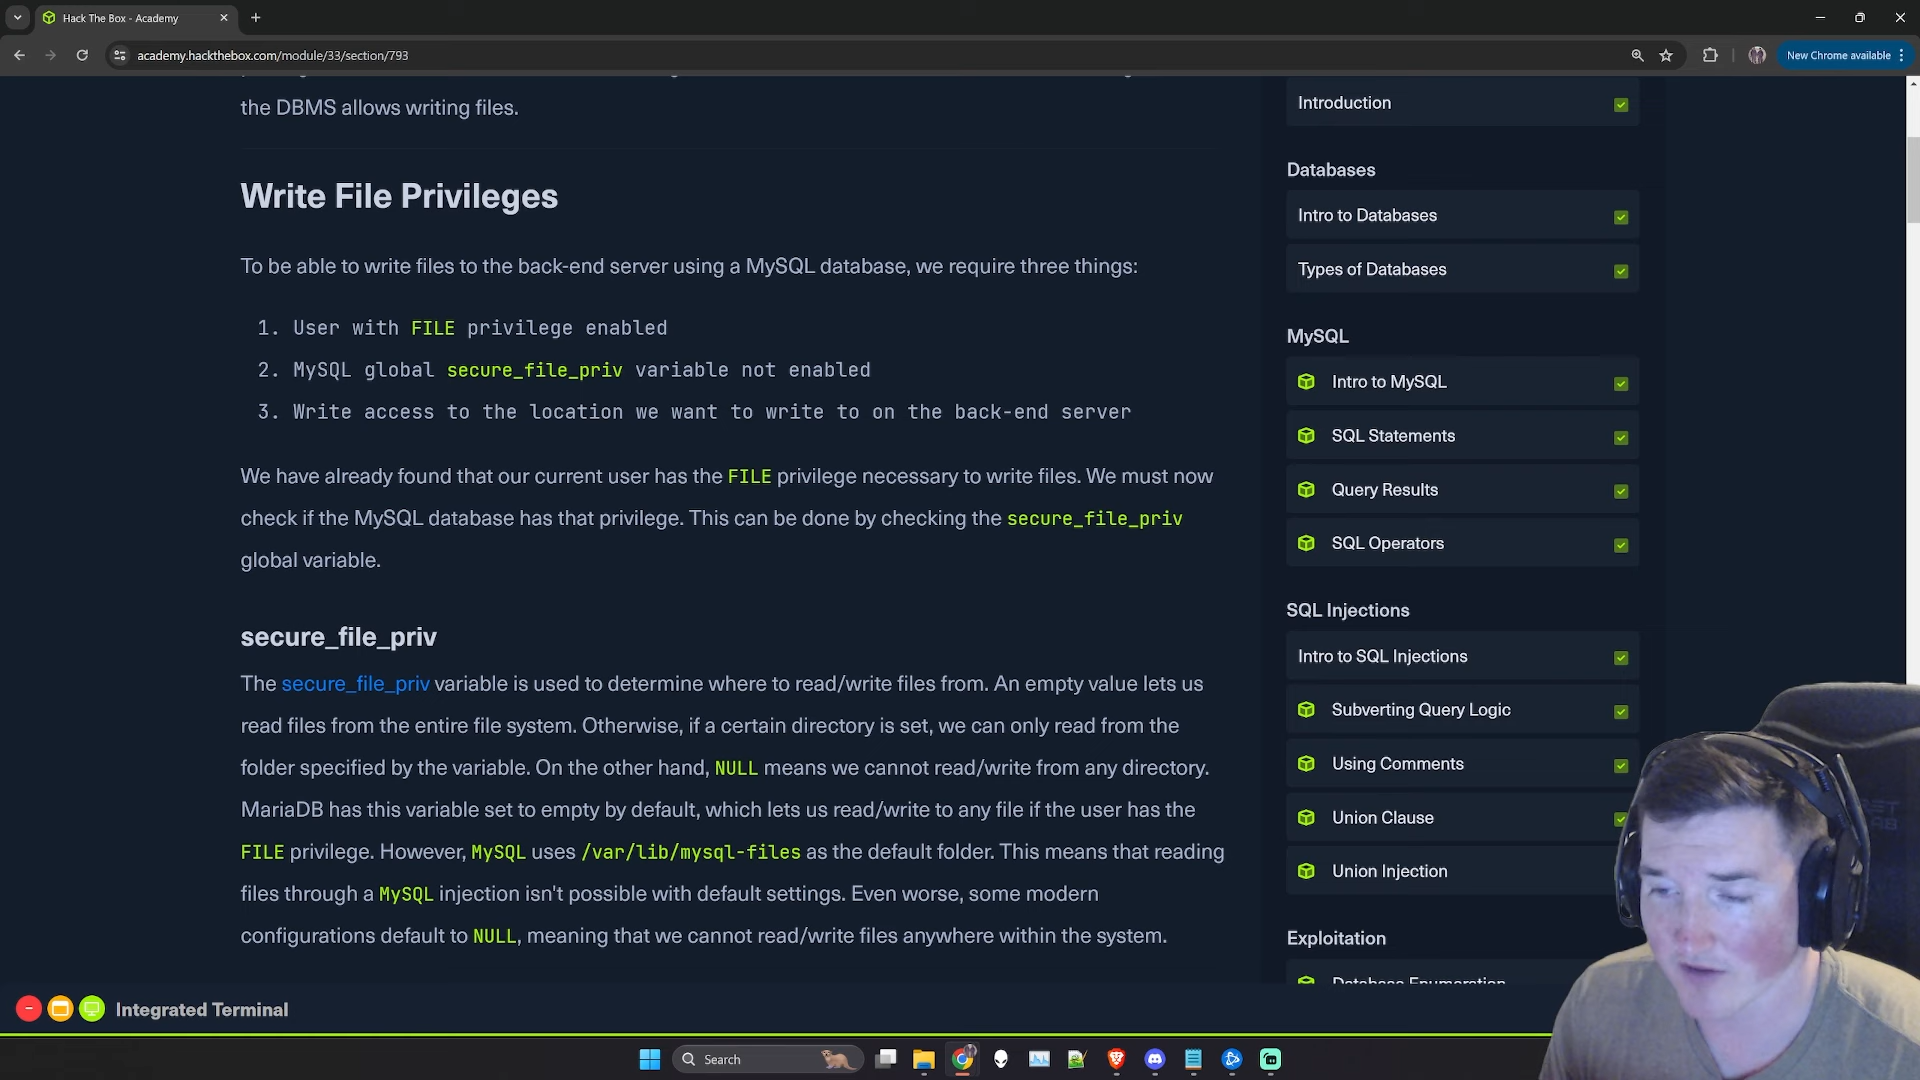 Hack The Box - Academy
academy.hackthebox.com/module/33/section/793
New Chrome available
the DBMS allows writing files.
Write File Privileges
To be able to write files to the back-end server using a MySQL database, we require three things:
1. User with FILE privilege enabled
2. MySQL global secure_file_priv variable not enabled
3. Write access to the location we want to write to on the back-end server
We have already found that our current user has the FILE privilege necessary to write files. We must now
check if the MySQL database has that privilege. This can be done by checking the secure_file_priv
global variable.
secure_file_priv
The secure_file_priv variable is used to determine where to read/write files from. An empty value lets us
read files from the entire file system. Otherwise, if a certain directory is set, we can only read from the
folder specified by the variable. On the other hand, NULL means we cannot read/write from any directory.
MariaDB has this variable set to empty by default, which lets us read/write to any file if the user has the
FILE privilege. However, MySQL uses /var/lib/mysql-files as the default folder. This means that reading
files through a MySQL injection isn't possible with default settings. Even worse, some modern
configurations default to NULL, meaning that we cannot read/write files anywhere within the system.
Introduction
Databases
Intro to Databases
Types of Databases
MySQL
Intro to MySQL
SQL Statements
Query Results
SQL Operators
SQL Injections
Intro to SQL Injections
Subverting Query Logic
Using Comments
Union Clause
Union Injection
Exploitation
Database Enumeration
Integrated Terminal
Search